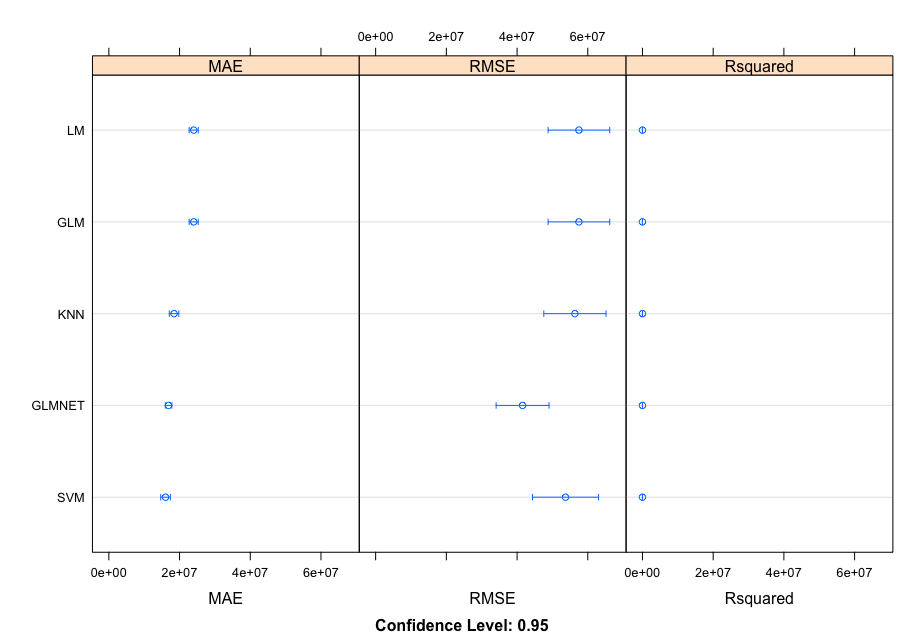 0e+00 2e+07 4e+07 6e+07
MAE RMSE Rsquared
LM
GLM
KNN
GLMNET
SVM
0e+00 2e+07 4e+07 6e+07 0e+00 2e+07 4e+07 6e+07
MAE RMSE Rsquared
Confidence Level: 0.95